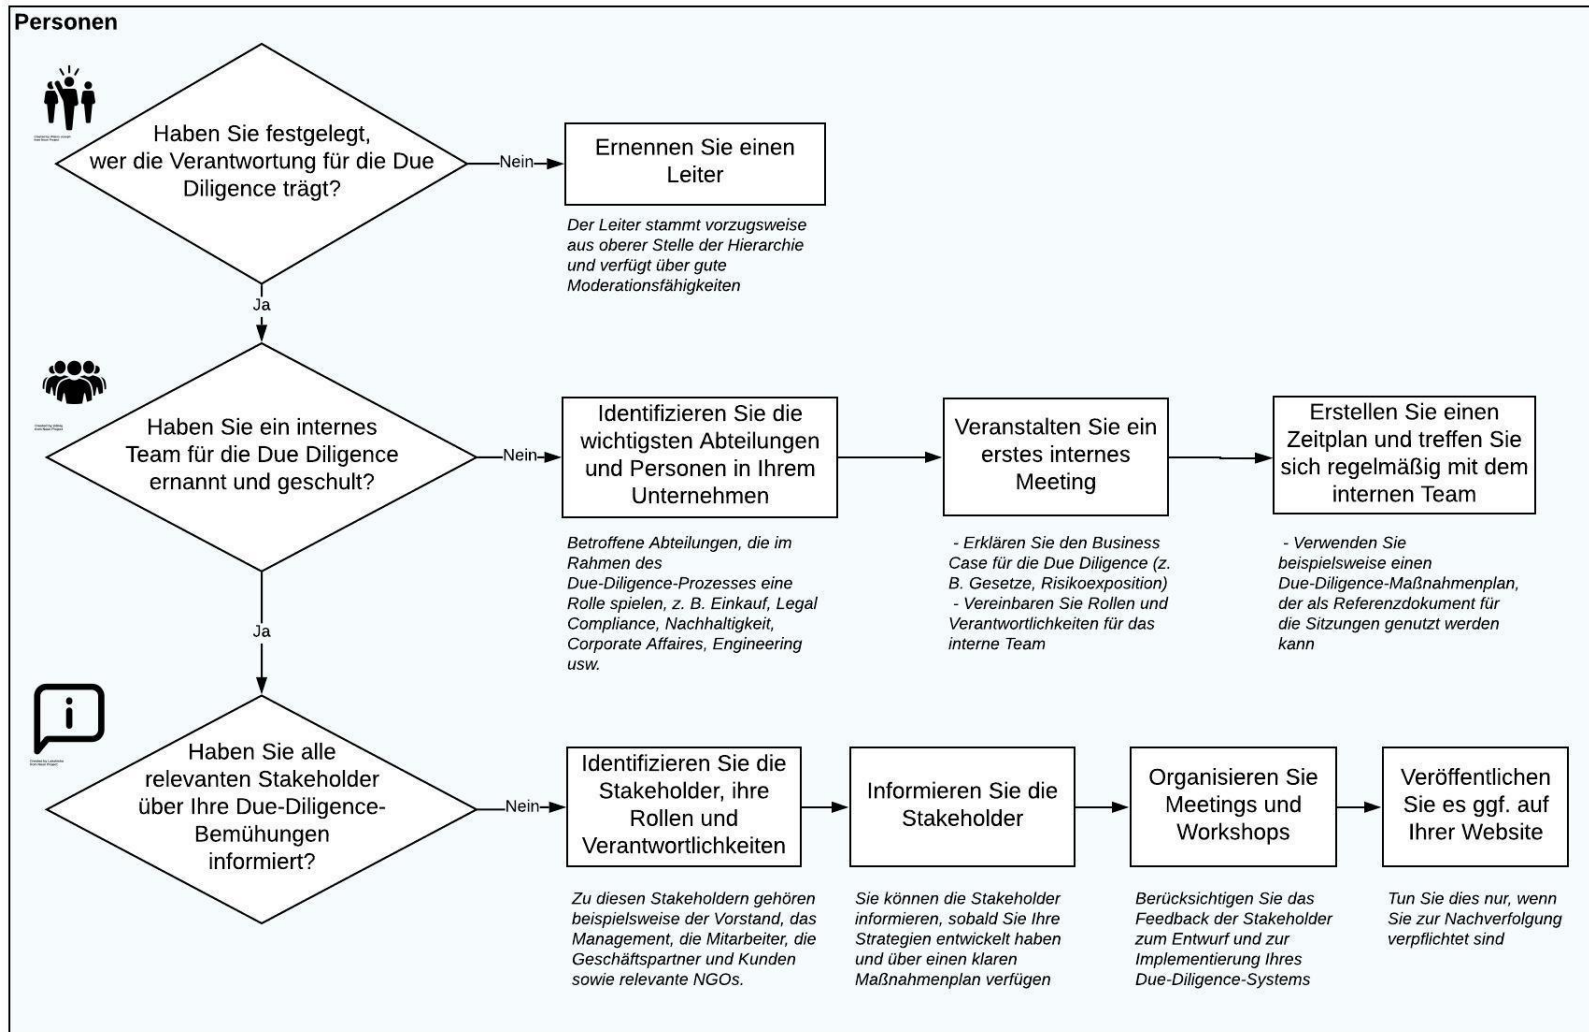 Personen
Haben Sie festgelegt,
wer die Verantwortung für die Due
Diligence trägt?
Nein
Ernennen Sie einen
Leiter
Der Leiter stammt vorzugsweise
aus oberer Stelle der Hierarchie
und verfügt über gute
Moderationsfähigkeiten
Ja
Haben Sie ein internes
Team für die Due Diligence
ernannt und geschult?
Nein
Identifizieren Sie die
wichtigsten Abteilungen
und Personen in Ihrem
Unternehmen
Betroffene Abteilungen, die im
Rahmen des
Due-Diligence-Prozesses eine
Rolle spielen, z. B. Einkauf, Legal
Compliance, Nachhaltigkeit,
Corporate Affaires, Engineering
usw.
Veranstalten Sie ein
erstes internes
Meeting
- Erklären Sie den Business
Case für die Due Diligence (z.
B. Gesetze, Risikoexposition)
- Vereinbaren Sie Rollen und
Verantwortlichkeiten für das
interne Team
Erstellen Sie einen
Zeitplan und treffen Sie
sich regelmäßig mit dem
internen Team
- Verwenden Sie
beispielsweise einen
Due-Diligence-Maßnahmenplan,
der als Referenzdokument für
die Sitzungen genutzt werden
kann
Ja
Haben Sie alle
relevanten Stakeholder
über Ihre Due-Diligence-
Bemühungen
informiert?
Nein
Identifizieren Sie die
Stakeholder, ihre
Rollen und
Verantwortlichkeiten
Zu diesen Stakeholdern gehören
beispielsweise der Vorstand, das
Management, die Mitarbeiter, die
Geschäftspartner und Kunden
sowie relevante NGOs.
Informieren Sie die
Stakeholder
Sie können die Stakeholder
informieren, sobald Sie Ihre
Strategien entwickelt haben
und über einen klaren
Maßnahmenplan verfügen
Organisieren Sie
Meetings und
Workshops
Berücksichtigen Sie das
Feedback der Stakeholder
zum Entwurf und zur
Implementierung Ihres
Due-Diligence-Systems
Veröffentlichen
Sie es ggf. auf
Ihrer Website
Tun Sie dies nur, wenn
Sie zur Nachverfolgung
verpflichtet sind